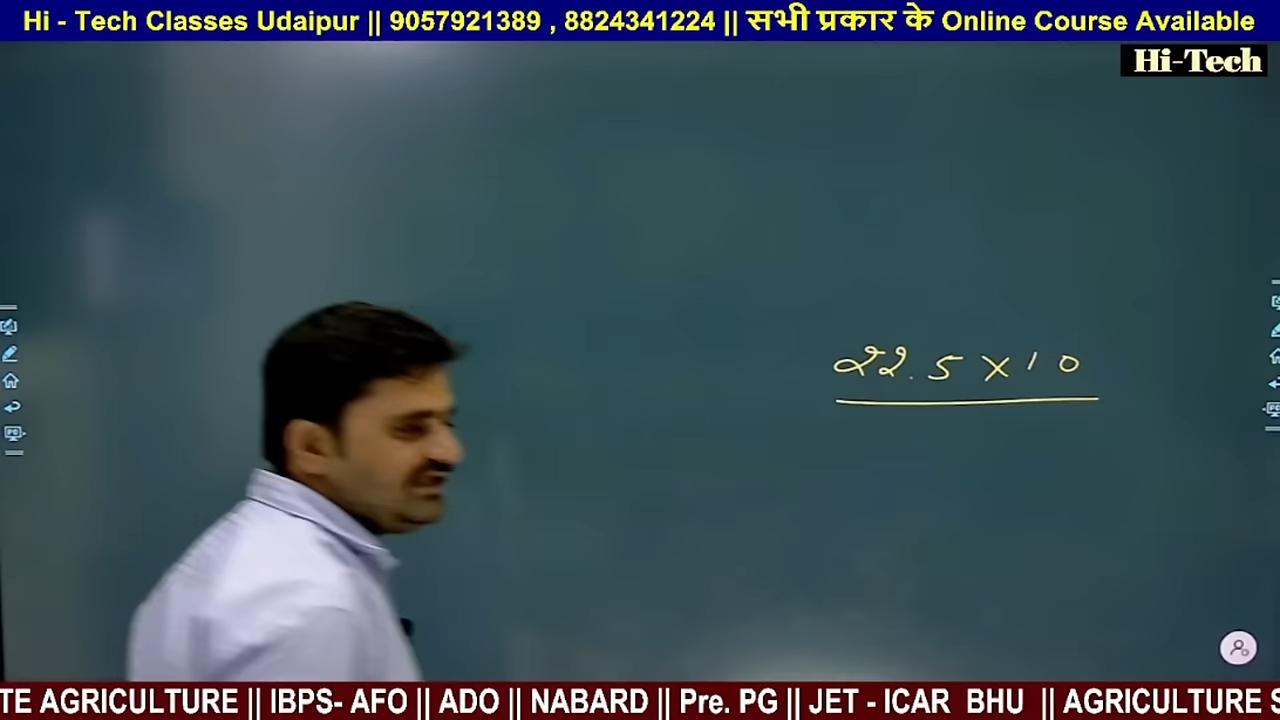 Hi - Tech Classes Udaipur || 9057921389 , 8824341224 || सभी प्रकार के Online Course Available
Hi-Tech
22.5 × 10
TE AGRICULTURE || IBPS- AFO || ADO || NABARD || Pre. PG || JET - ICAR BHU || AGRICULTURE S